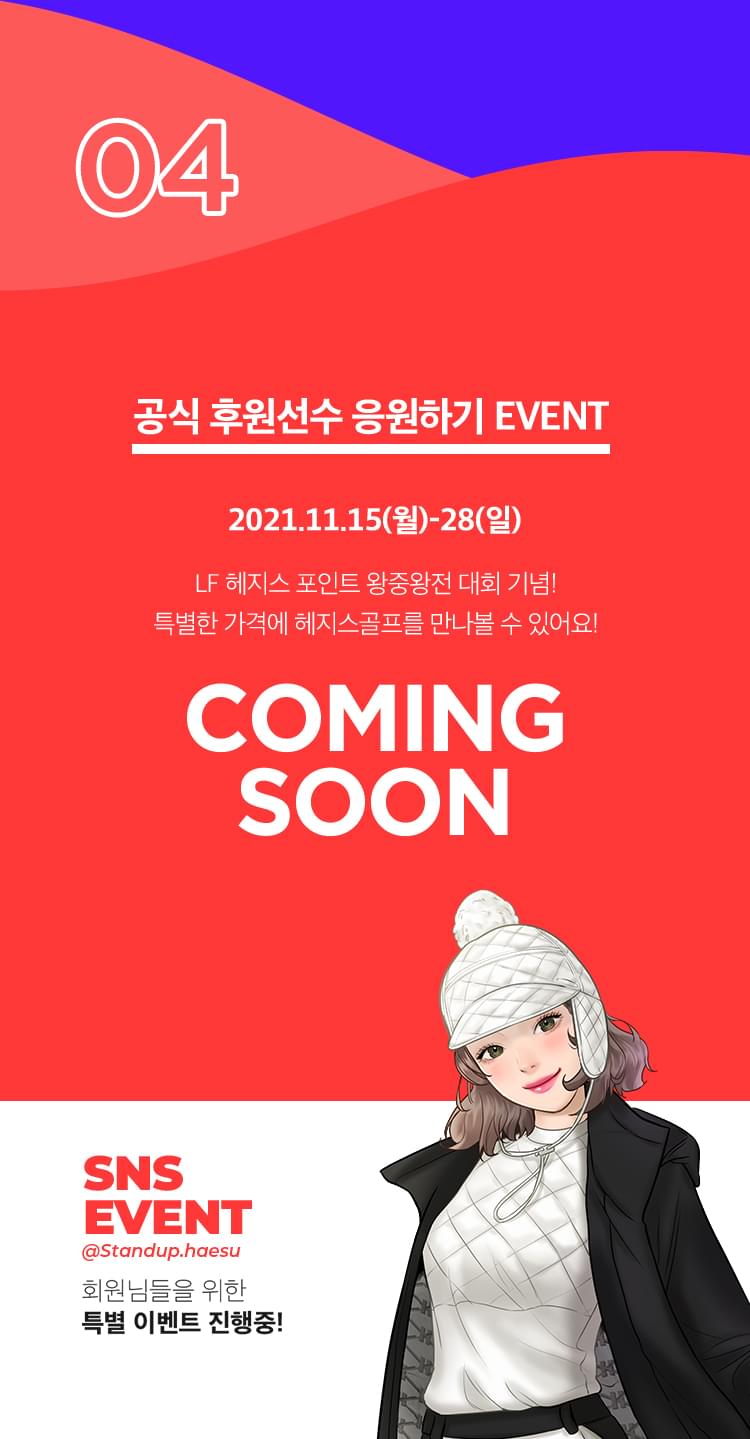 04
공식 후원선수 응원하기 EVENT
2021.11.15(월)-28(일)
LF 헤지스 포인트 왕중왕전 대회 기념!
특별한 가격에 헤지스골프를 만나볼 수 있어요!
COMING
SOON
SNS
EVENT
@Standup.haesu
회원님들을 위한
특별 이벤트 진행중!